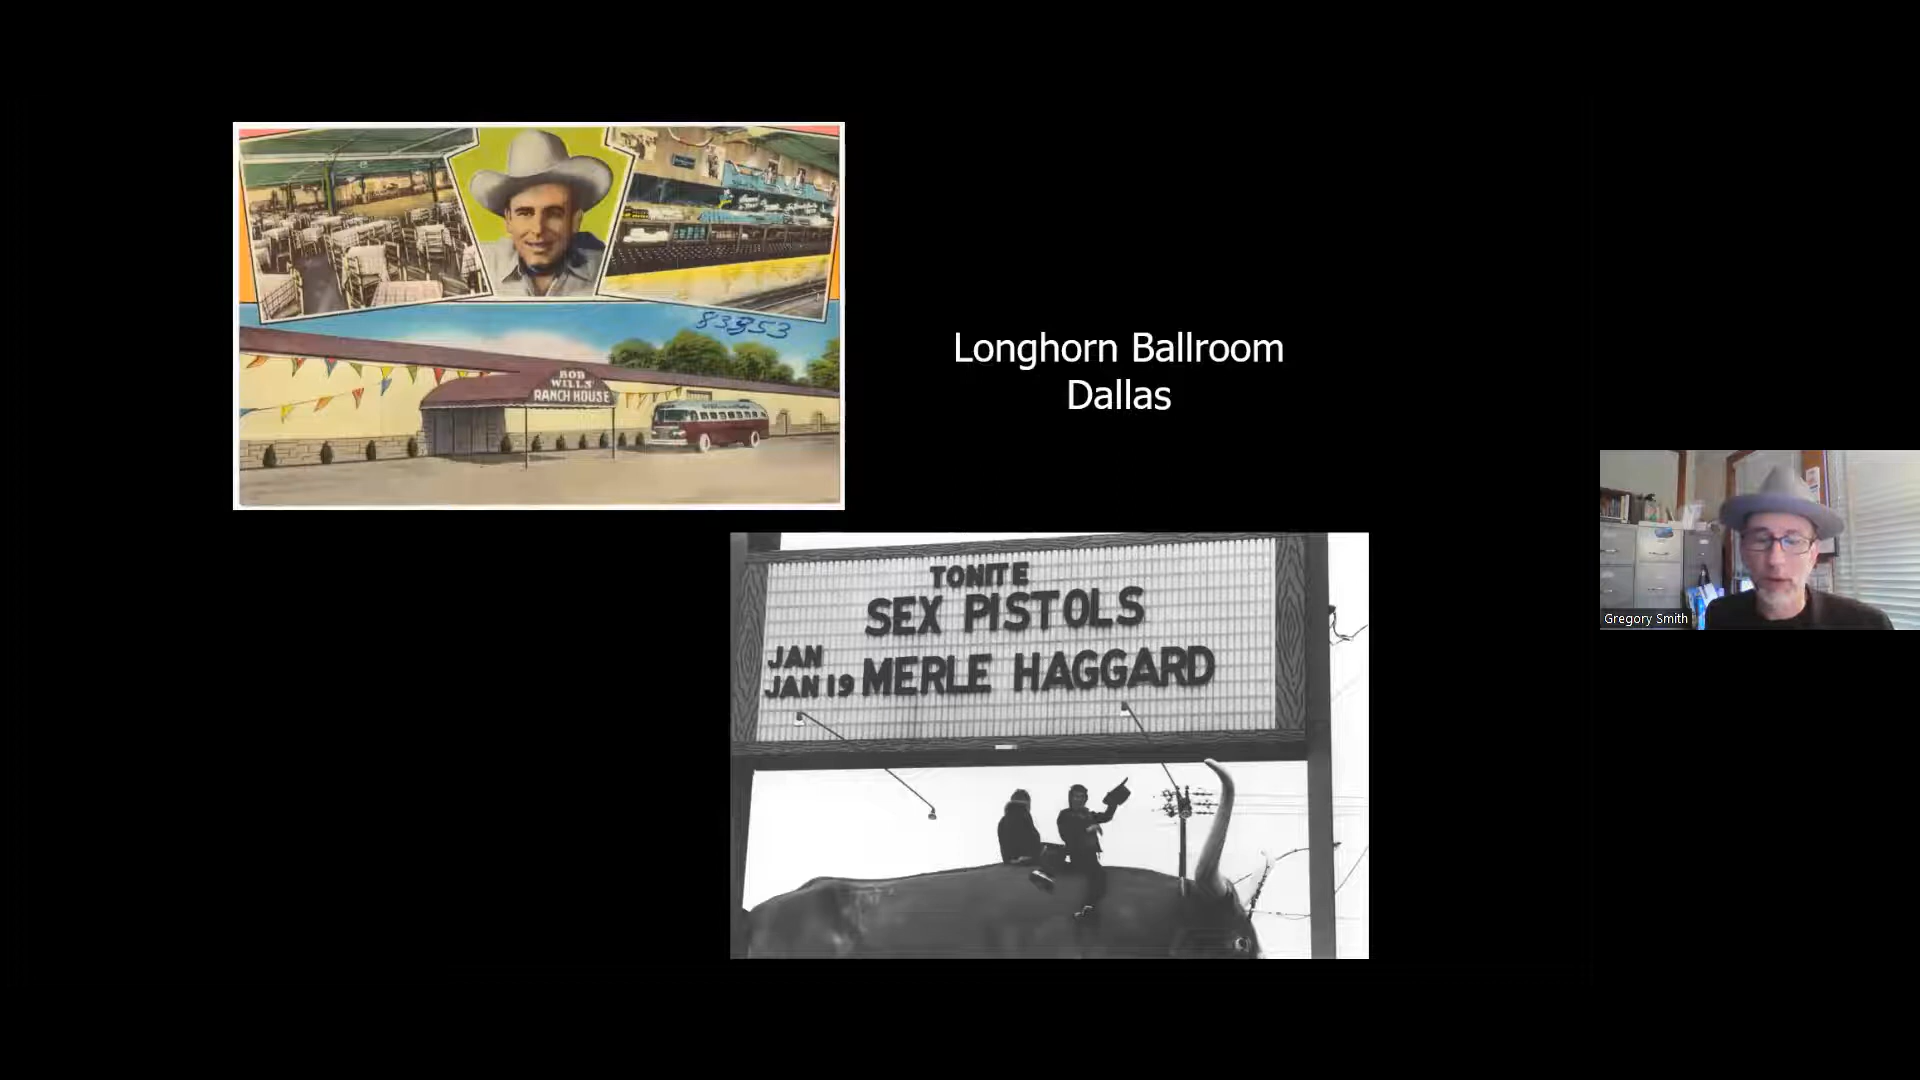 83353
BOB
WILLS'
RANCH HOUSE
Longhorn Ballroom
Dallas
TONITE
SEX PISTOLS
JAN
JAN 19 MERLE HAGGARD
Gregory Smith